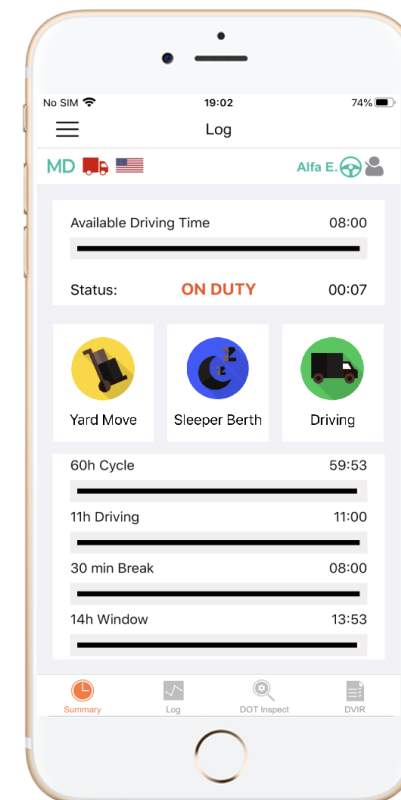 No SIM 19:02 74%
Log
MD Alfa E.
Available Driving Time 08:00
Status: ON DUTY 00:07
Yard Move Sleeper Berth Driving
60h Cycle 59:53
11h Driving 11:00
30 min Break 08:00
14h Window 13:53
Summary Log DOT Inspect DVIR